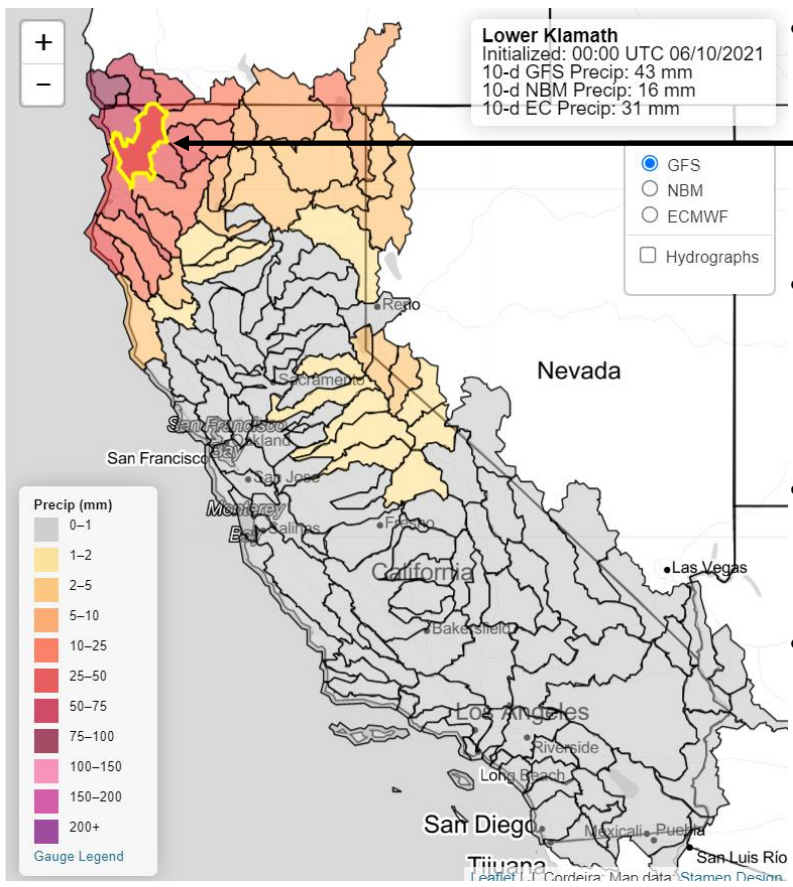 +
−
Lower Klamath
Initialized: 00:00 UTC 06/10/2021
10-d GFS Precip: 43 mm
10-d NBM Precip: 16 mm
10-d EC Precip: 31 mm
GFS
NBM
ECMWF
Hydrographs
Reno
Nevada
Sacramento
San Francisco
Bay
Oakland
San Francisco
San Jose
Monterey
Bay
Salinas
Fresno
California
Las Vegas
Bakersfield
Los Angeles
Riverside
Long Beach
San Diego
Mexicali
Puebla
Tijuana
San Luis Río
Precip (mm)
0–1
1–2
2–5
5–10
10–25
25–50
50–75
75–100
100–150
150–200
200+
Gauge Legend
Leaflet | J. Cordeira; Map data: Stamen Design,